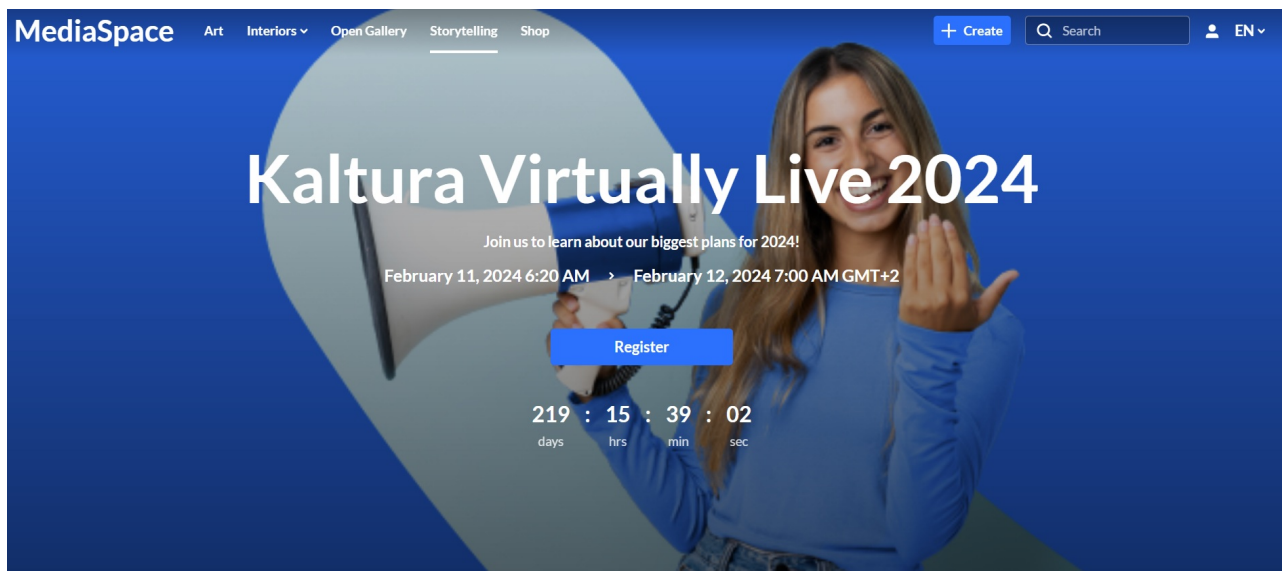 MediaSpace Art Interiors Open Gallery Storytelling Shop + Create Search EN
Kaltura Virtually Live 2024
Join us to learn about our biggest plans for 2024!
February 11, 2024 6:20 AM > February 12, 2024 7:00 AM GMT+2
Register
219 : 15 : 39 : 02
days hrs min sec